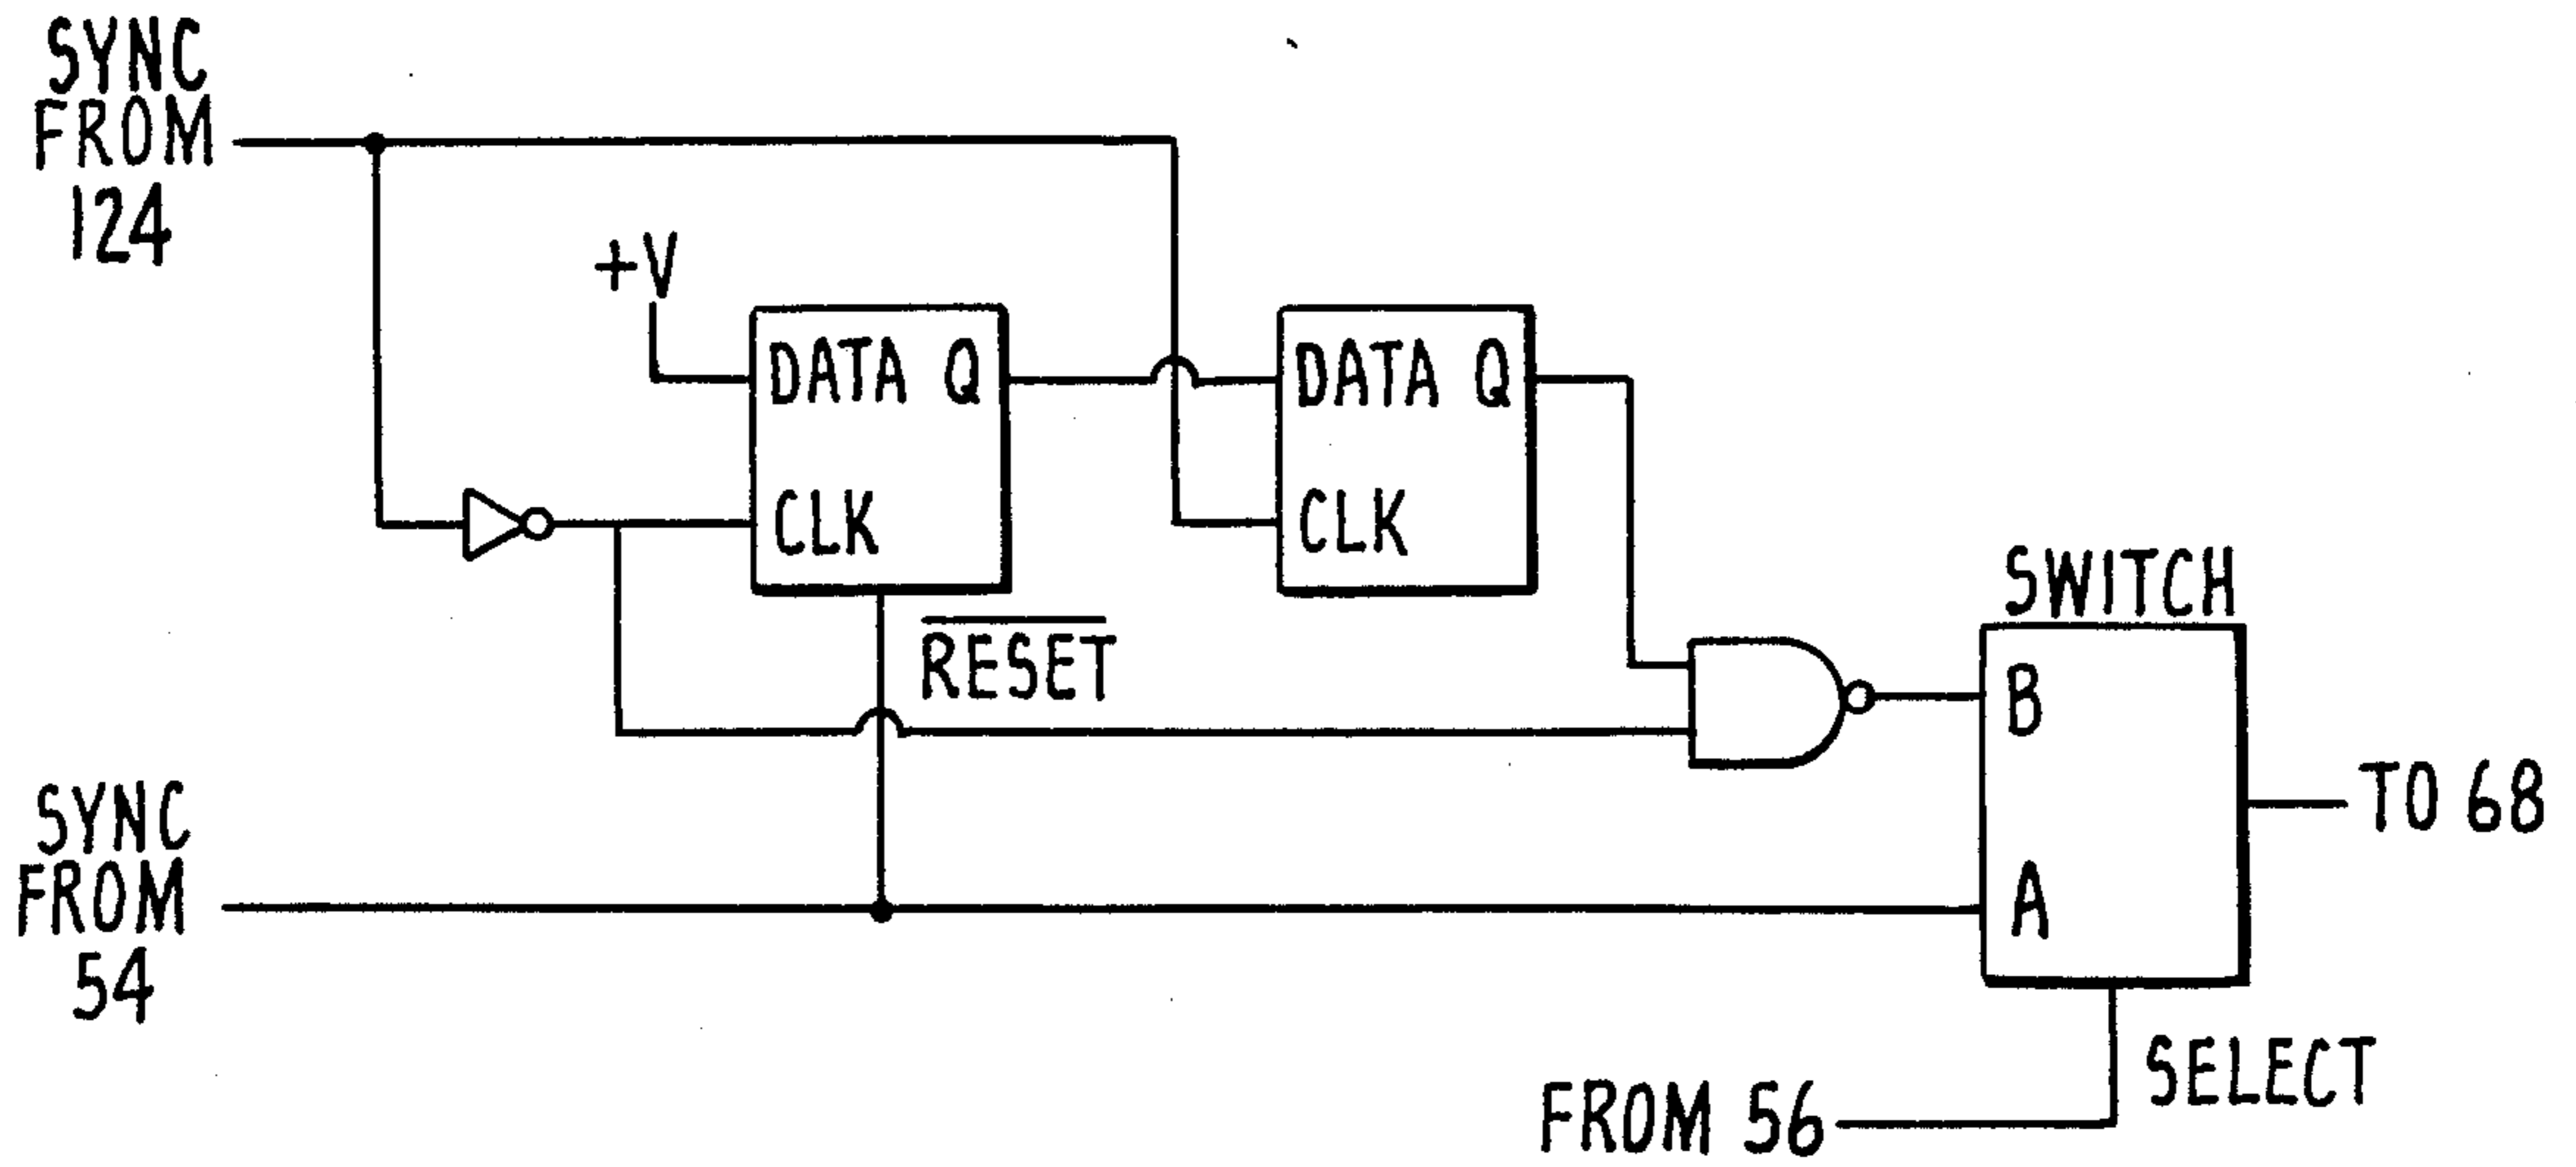 SYNC
FROM
124
+V
DATA Q
CLK
DATA Q
CLK
RESET
SWITCH
B
A
SYNC
FROM
54
TO 68
SELECT
FROM 56